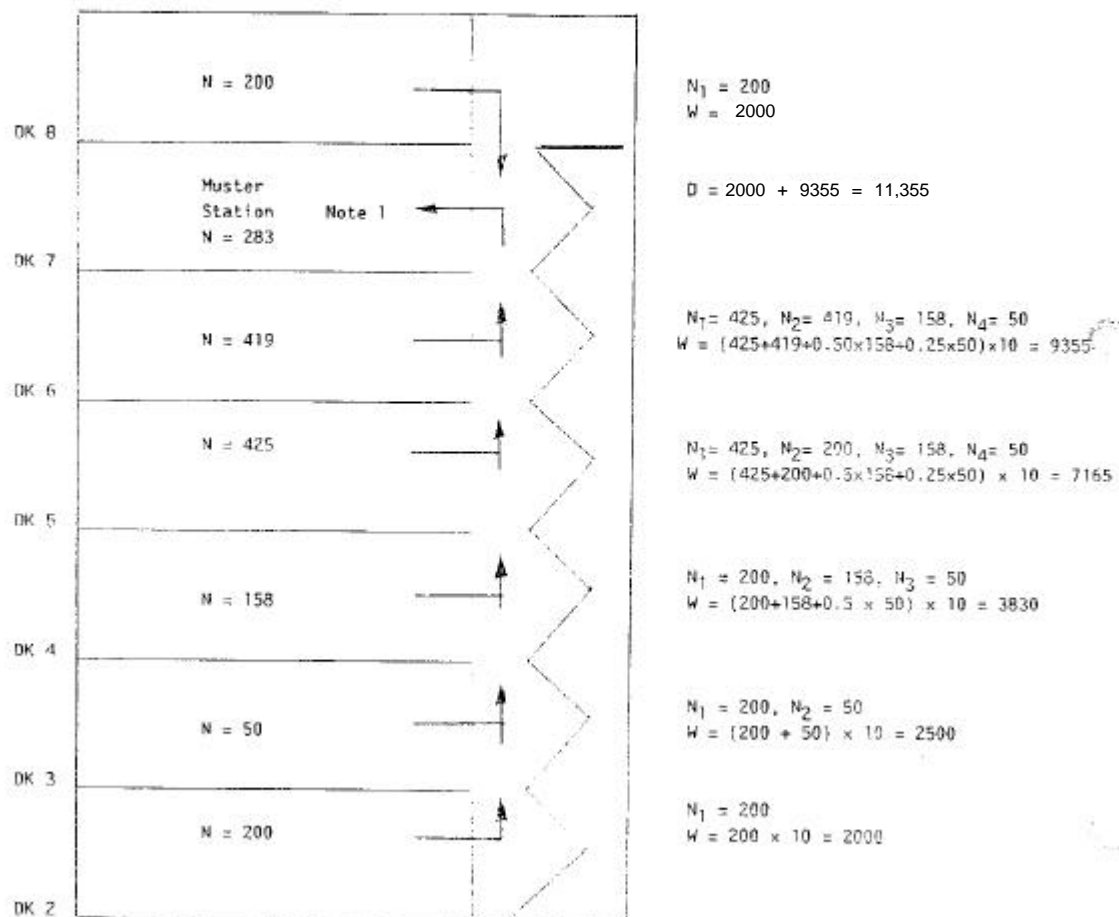 N = 200
N1 = 200
W = 2000
DK 8
D = 2000 + 9355 = 11,355
Muster
Station Note 1
N = 283
DK 7
N1= 425, N2= 419, N3= 158, N4= 50
W = (425+419+0.50x158+0.25x50)x10 = 9355
N = 419
DK 6
N = 425
N1= 425, N2= 200, N3= 158, N4= 50
W = (425+200+0.5x158+0.25x50) x 10 = 7165
DK 5
N1 = 200, N2 = 158, N3 = 50
W = (200+158+0.5 x 50) x 10 = 3830
N = 158
DK 4
N1 = 200, N2 = 50
W = (200 + 50) x 10 = 2500
N = 50
DK 3
N1 = 200
W = 200 x 10 = 2000
N = 200
DK 2